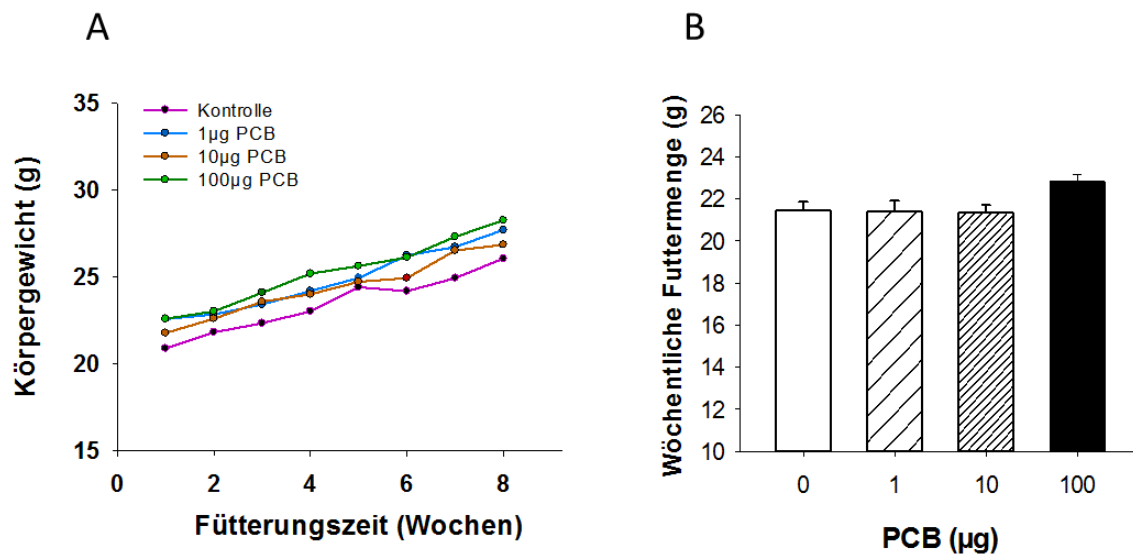 A
Körpergewicht (g)
35
30
25
20
15
Kontrolle
1µg PCB
10µg PCB
100µg PCB
0 2 4 6 8
Fütterungszeit (Wochen)
B
Wöchentliche Futtermenge (g)
28
26
24
22
20
18
16
14
12
10
0 1 10 100
PCB (µg)